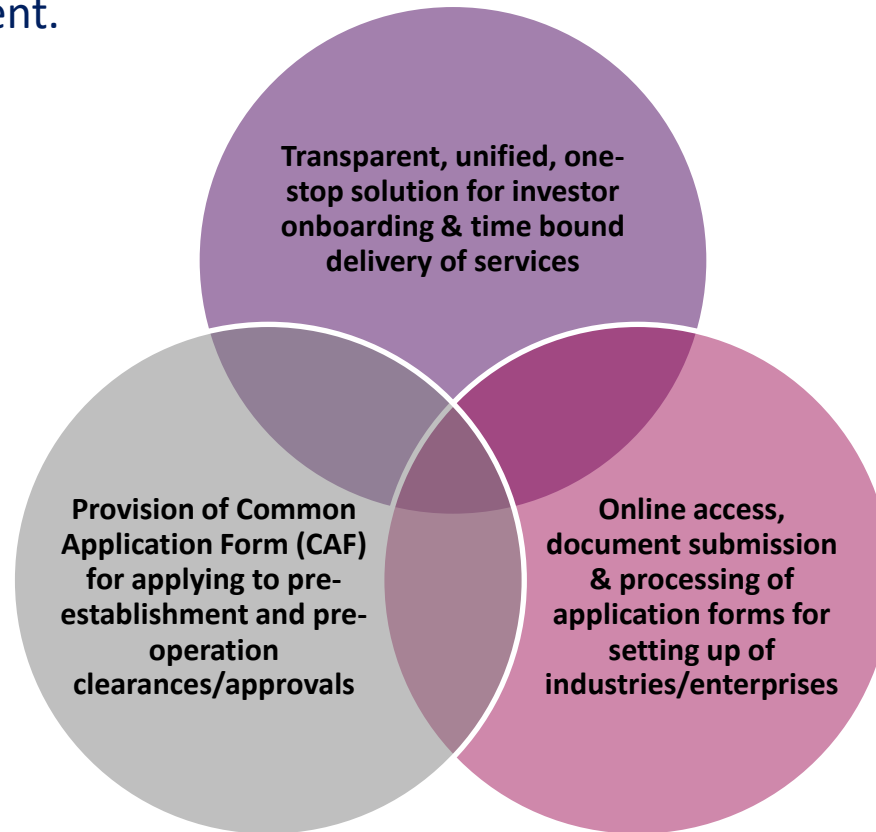 ent.
Transparent, unified, one-
stop solution for investor
onboarding & time bound
delivery of services
Provision of Common
Application Form (CAF)
for applying to pre-
establishment and pre-
operation
clearances/approvals
Online access,
document submission
& processing of
application forms for
setting up of
industries/enterprises